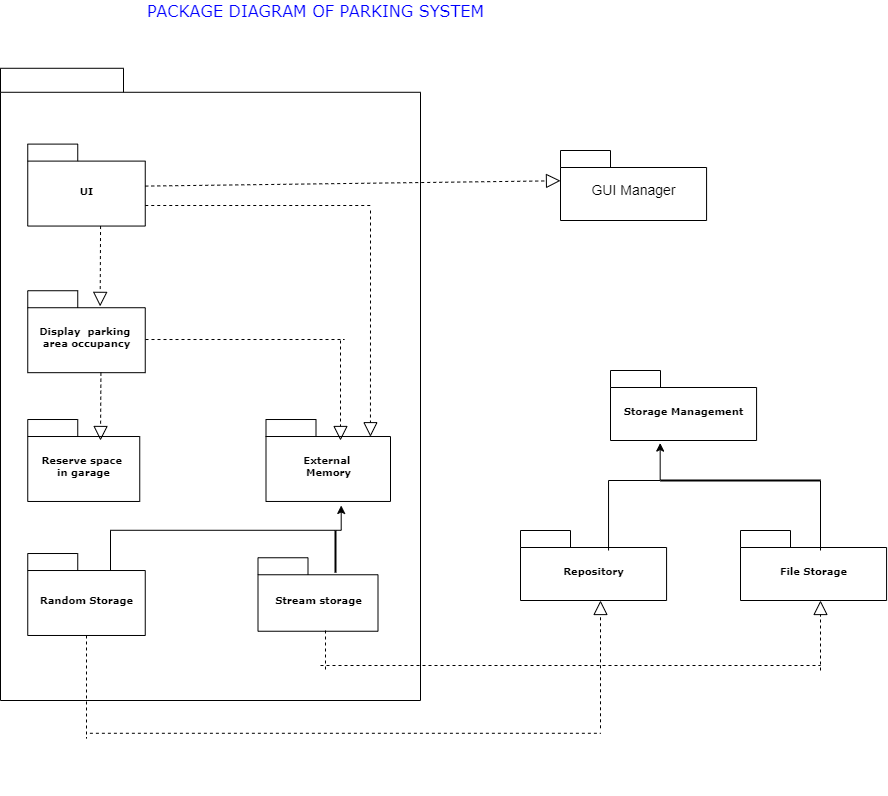 PACKAGE DIAGRAM OF PARKING SYSTEM
UI
GUI Manager
Display parking
area occupancy
Storage Management
Reserve space
in garage
External
Memory
Repository
File Storage
Random Storage
Stream storage